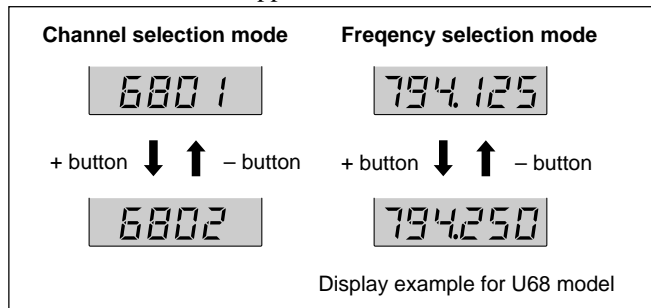 Channel selection mode Freqency selection mode
6801 794.125
+ button – button + button – button
6802 794.250
Display example for U68 model